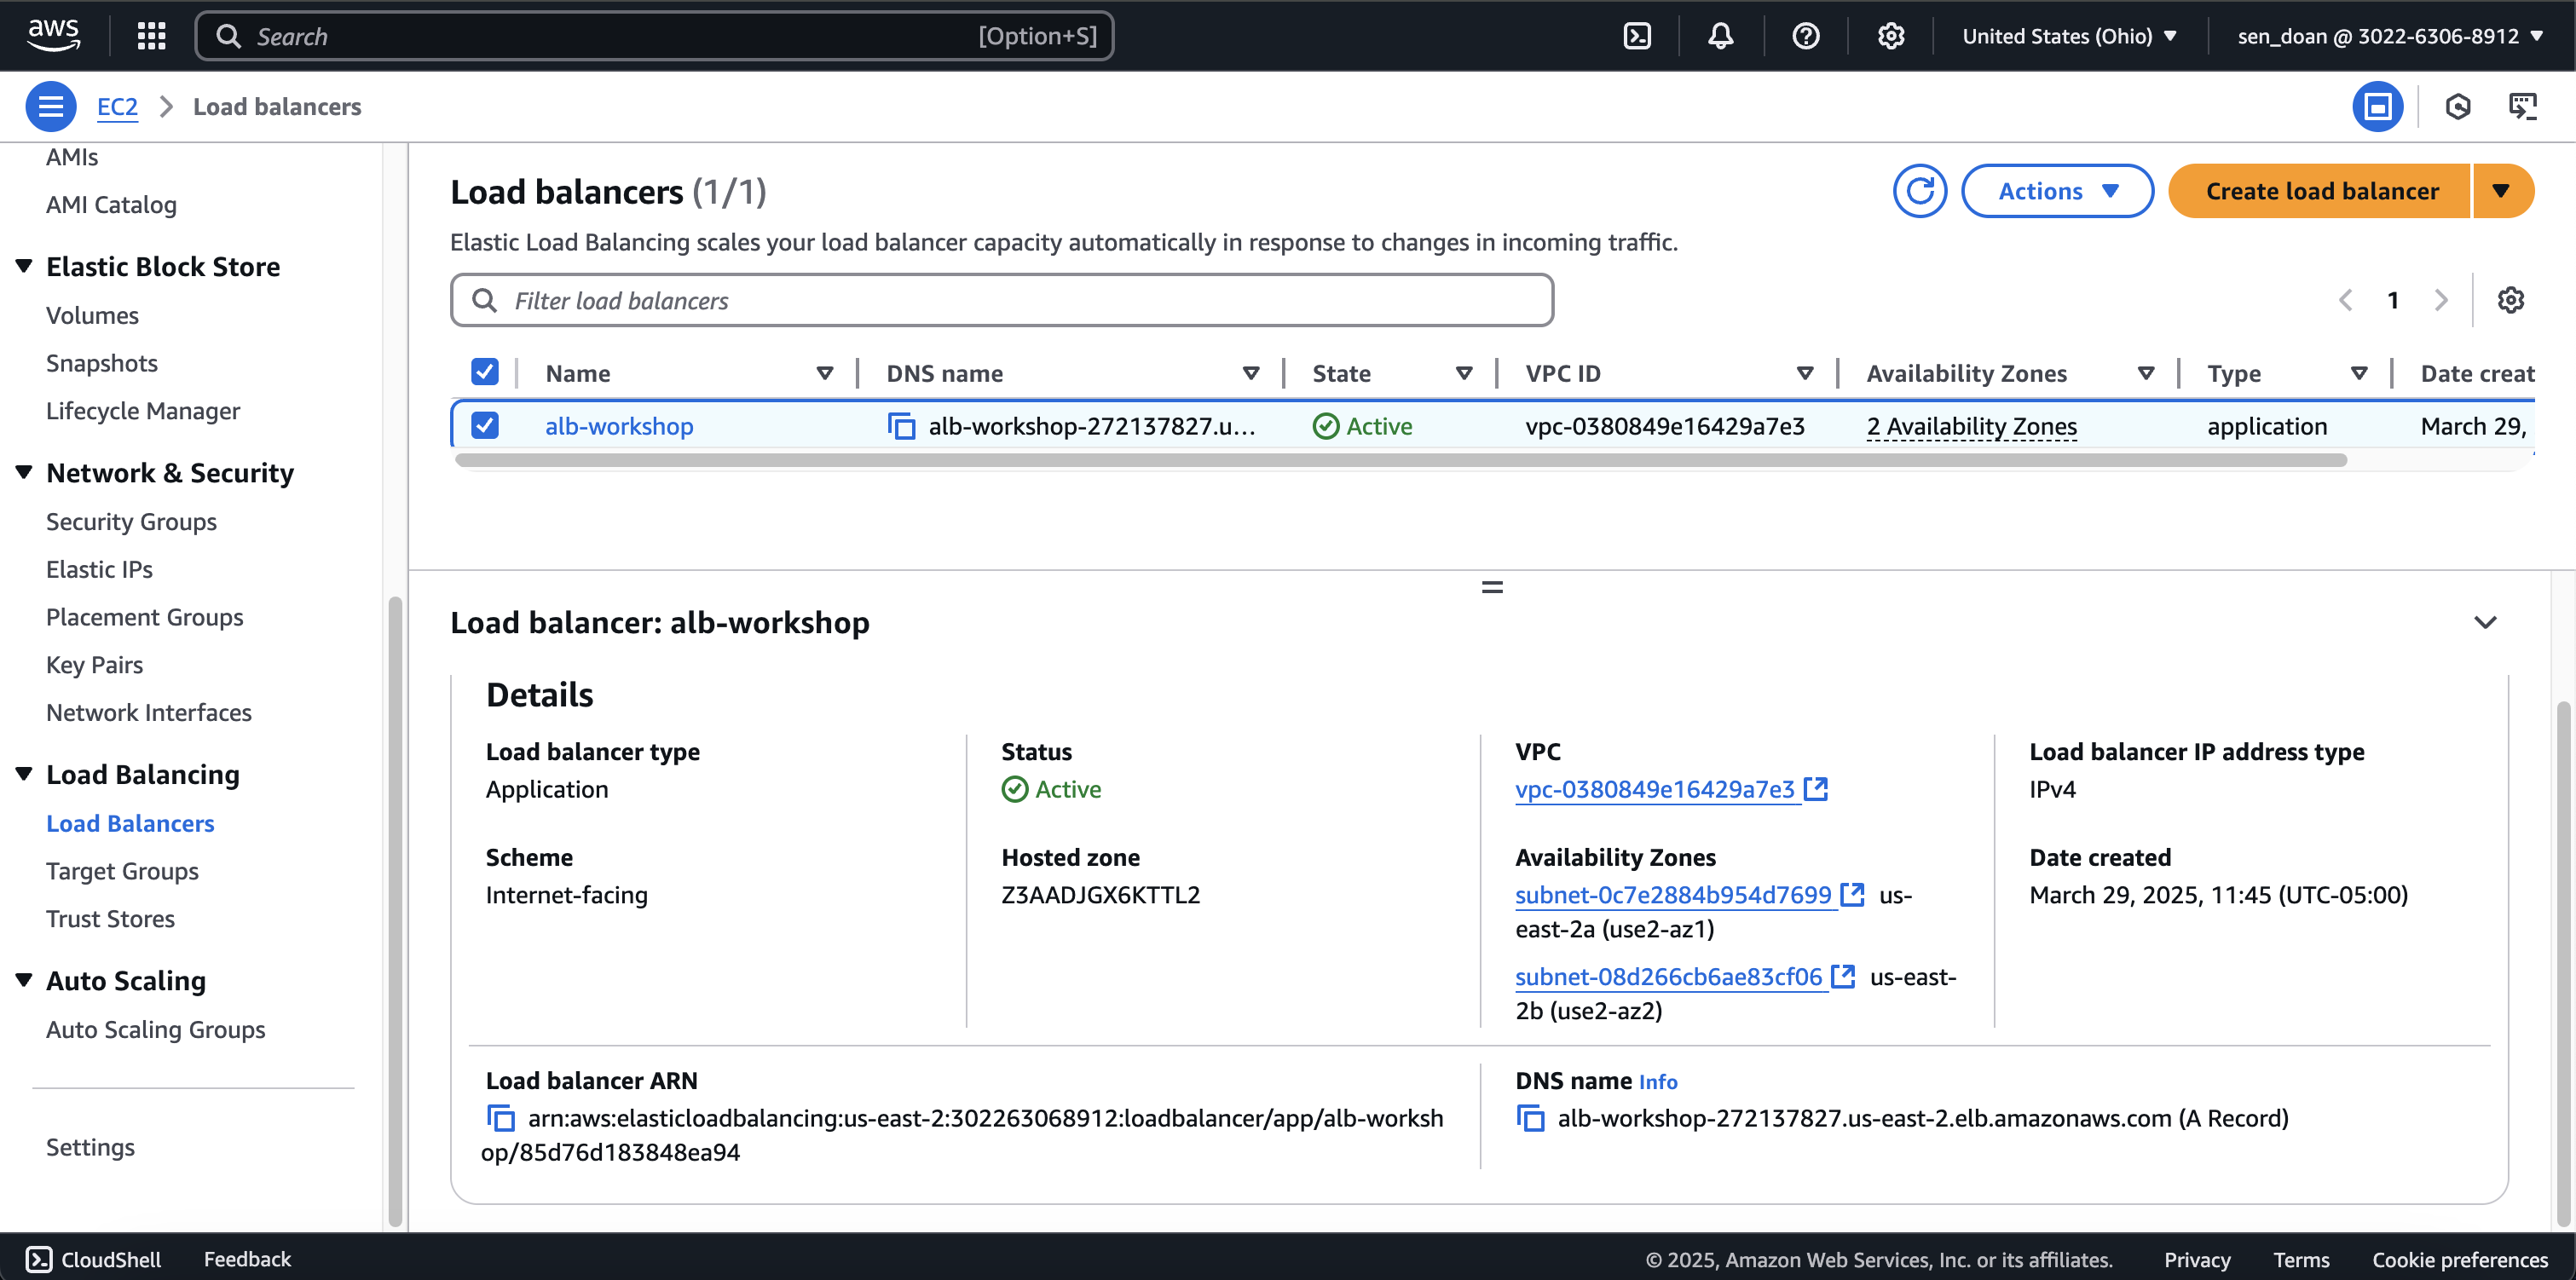 aws
Search [Option+S]
United States (Ohio)
sen_doan @ 3022-6306-8912
EC2
Load balancers
AMIs
AMI Catalog
Elastic Block Store
Volumes
Snapshots
Lifecycle Manager
Network & Security
Security Groups
Elastic IPs
Placement Groups
Key Pairs
Network Interfaces
Load Balancing
Load Balancers
Target Groups
Trust Stores
Auto Scaling
Auto Scaling Groups
Settings
Load balancers (1/1)
Actions
Create load balancer
Elastic Load Balancing scales your load balancer capacity automatically in response to changes in incoming traffic.
Filter load balancers
1
Name DNS name State VPC ID Availability Zones Type Date creat
alb-workshop alb-workshop-272137827.u... Active vpc-0380849e16429a7e3 2 Availability Zones application March 29,
Load balancer: alb-workshop
Details
Load balancer type
Application
Status
Active
VPC
vpc-0380849e16429a7e3
Load balancer IP address type
IPv4
Scheme
Internet-facing
Hosted zone
Z3AADJGX6KTTL2
Availability Zones
subnet-0c7e2884b954d7699 us-
east-2a (use2-az1)
subnet-08d266cb6ae83cf06 us-east-
2b (use2-az2)
Date created
March 29, 2025, 11:45 (UTC-05:00)
Load balancer ARN
arn:aws:elasticloadbalancing:us-east-2:302263068912:loadbalancer/app/alb-worksh
op/85d76d183848ea94
DNS name Info
alb-workshop-272137827.us-east-2.elb.amazonaws.com (A Record)
CloudShell
Feedback
© 2025, Amazon Web Services, Inc. or its affiliates.
Privacy
Terms
Cookie preferences